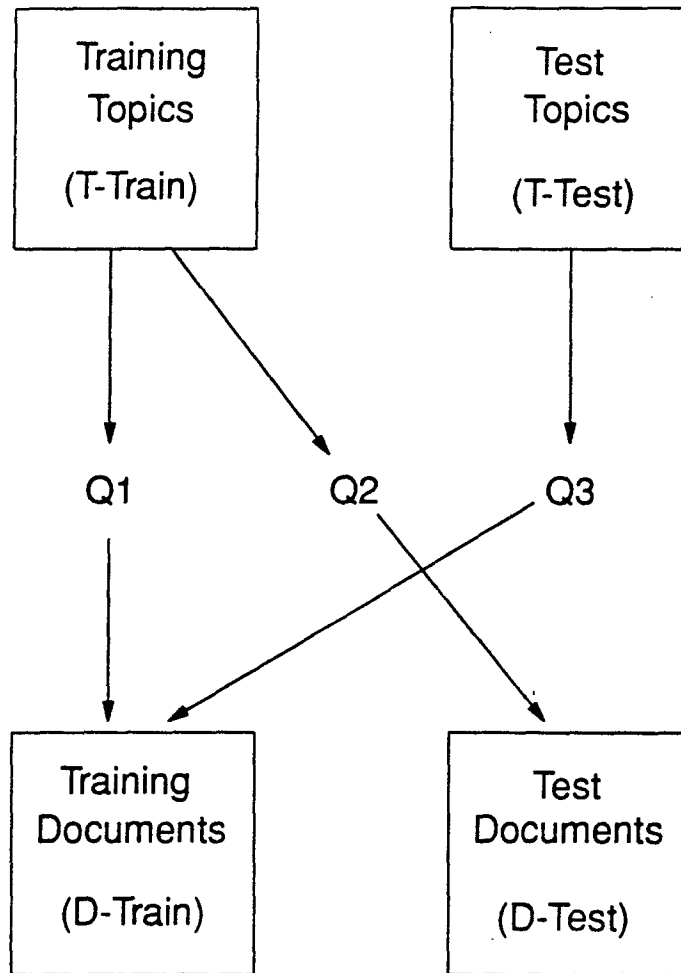 Training
Topics
(T-Train)
Test
Topics
(T-Test)
Q1
Q2
Q3
Training
Documents
(D-Train)
Test
Documents
(D-Test)